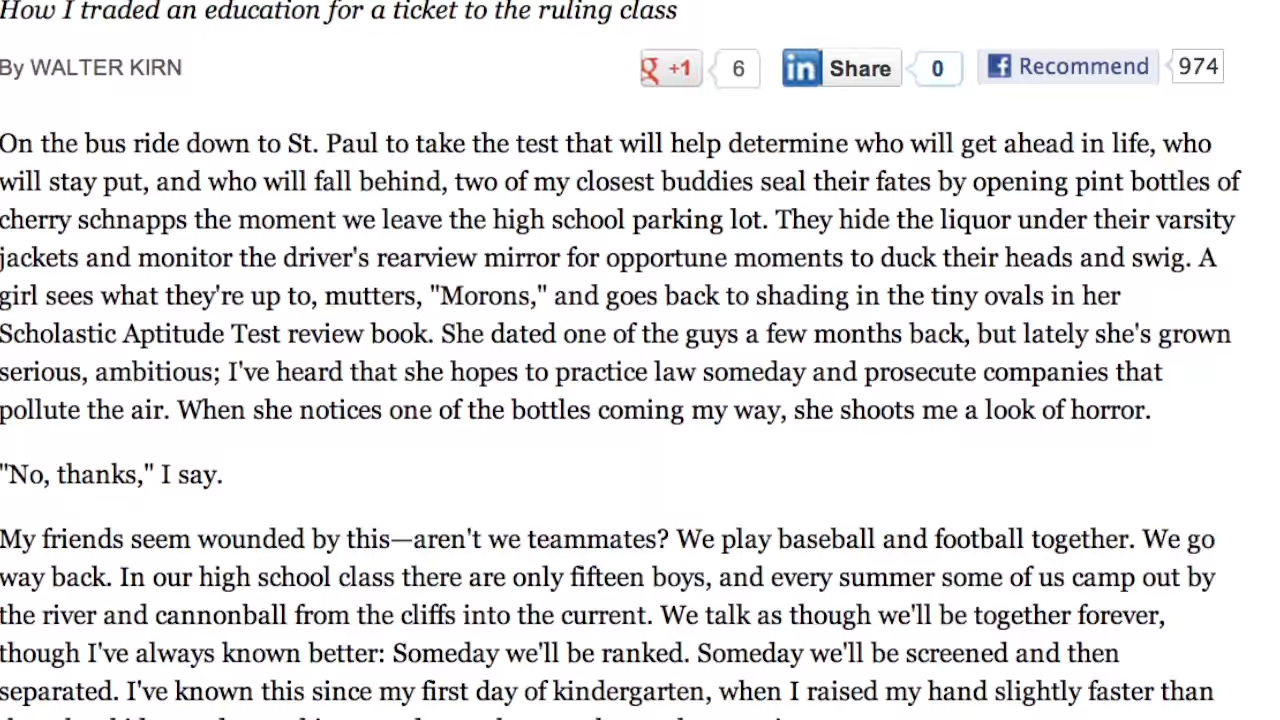 How I traded an education for a ticket to the ruling class
By WALTER KIRN
+1 6 in Share 0 f Recommend 974
On the bus ride down to St. Paul to take the test that will help determine who will get ahead in life, who
will stay put, and who will fall behind, two of my closest buddies seal their fates by opening pint bottles of
cherry schnapps the moment we leave the high school parking lot. They hide the liquor under their varsity
jackets and monitor the driver's rearview mirror for opportune moments to duck their heads and swig. A
girl sees what they're up to, mutters, "Morons," and goes back to shading in the tiny ovals in her
Scholastic Aptitude Test review book. She dated one of the guys a few months back, but lately she's grown
serious, ambitious; I've heard that she hopes to practice law someday and prosecute companies that
pollute the air. When she notices one of the bottles coming my way, she shoots me a look of horror.
"No, thanks," I say.
My friends seem wounded by this—aren't we teammates? We play baseball and football together. We go
way back. In our high school class there are only fifteen boys, and every summer some of us camp out by
the river and cannonball from the cliffs into the current. We talk as though we'll be together forever,
though I've always known better: Someday we'll be ranked. Someday we'll be screened and then
separated. I've known this since my first day of kindergarten, when I raised my hand slightly faster than